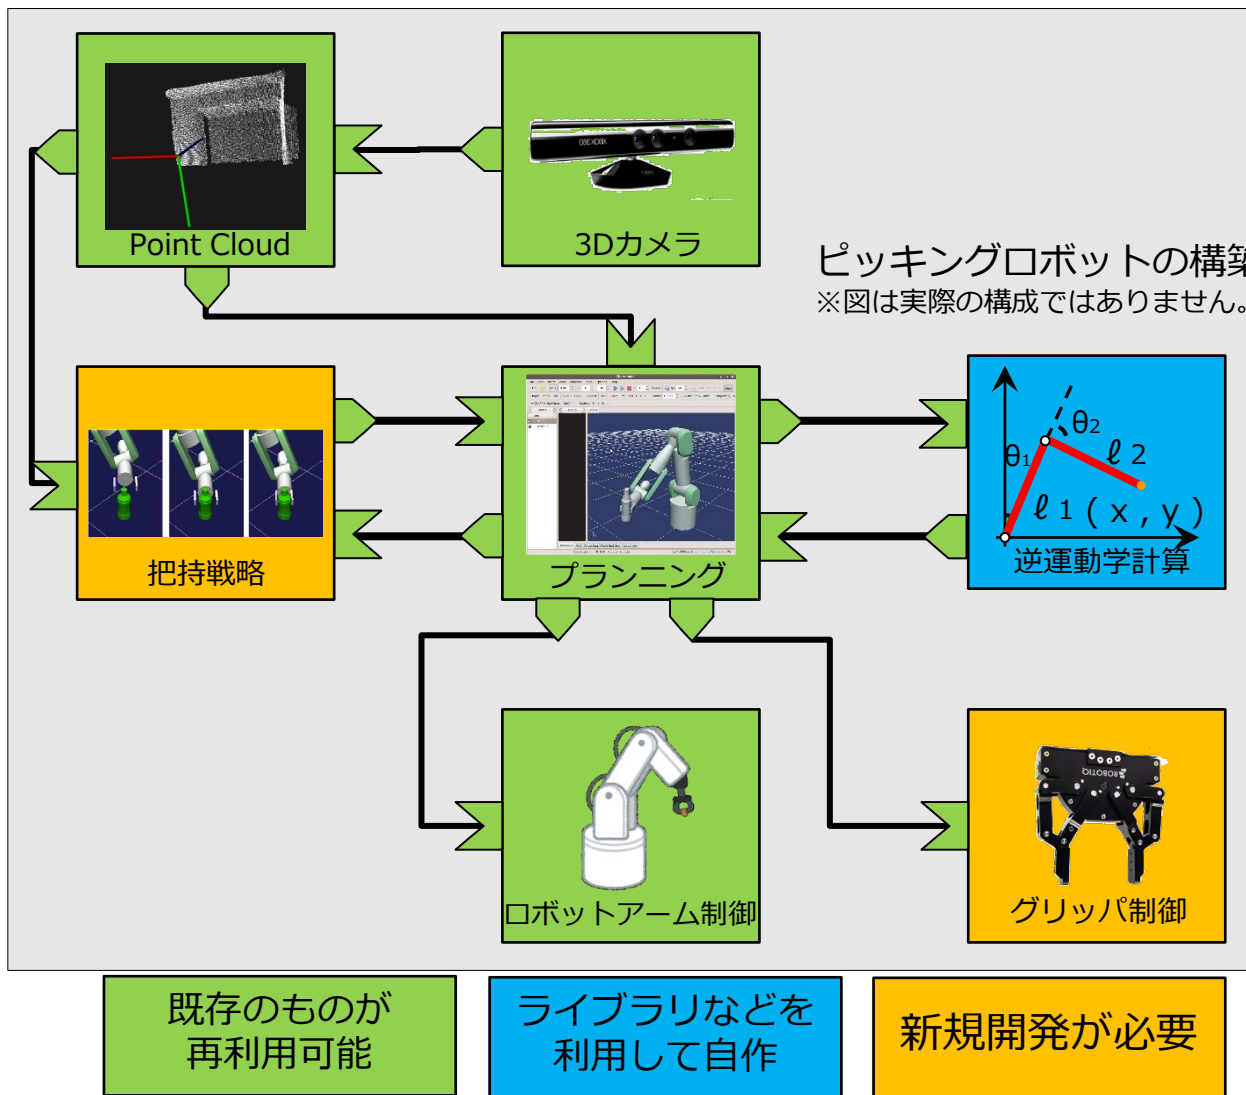 Point Cloud
3Dカメラ
ピッキングロボットの構築
※図は実際の構成ではありません。
把持戦略
プランニング
θ1
θ2
ℓ 2
ℓ 1 ( x , y )
逆運動学計算
ロボットアーム制御
ROBOTIQ
グリッパ制御
既存のものが
再利用可能
ライブラリなどを
利用して自作
新規開発が必要
XBOX 360